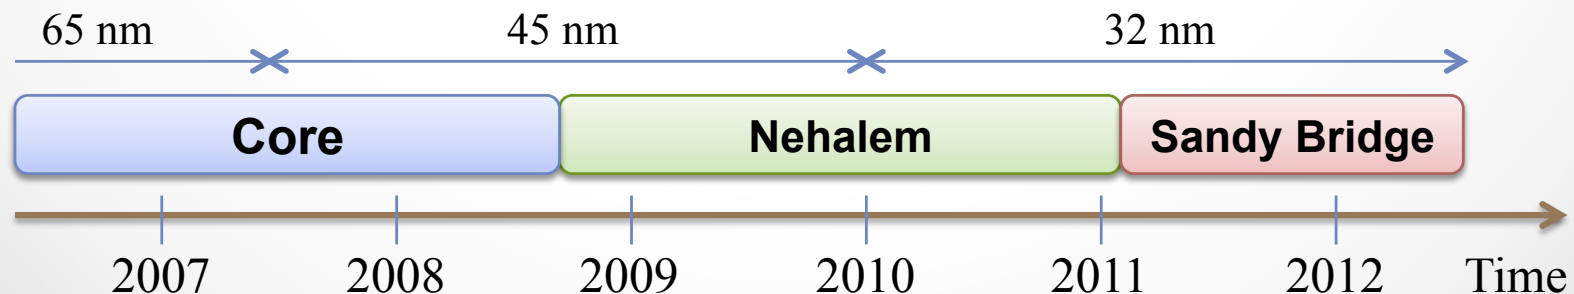 65 nm 45 nm 32 nm
Core Nehalem Sandy Bridge
2007 2008 2009 2010 2011 2012 Time